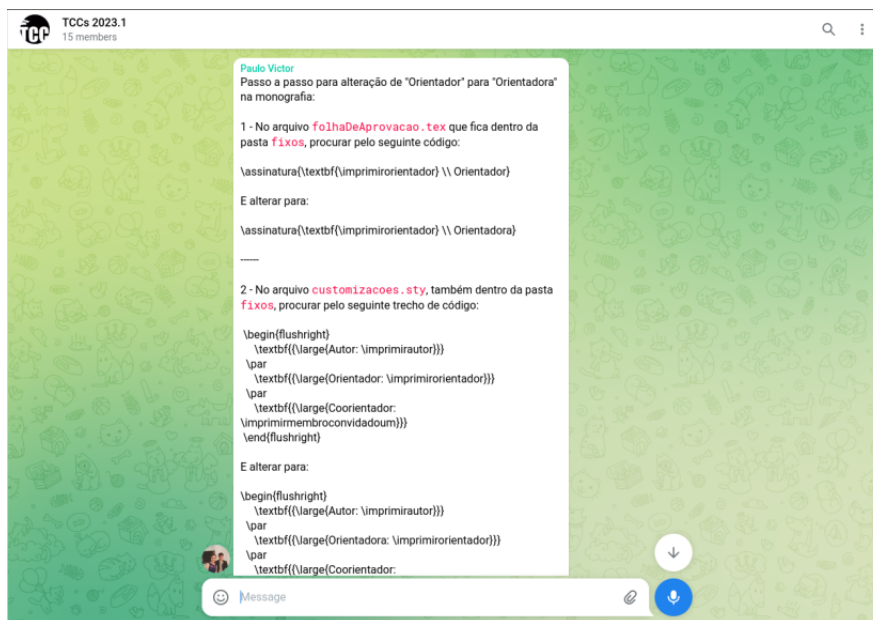 TCC
TCCs 2023.1
15 members
Paulo Victor
Passo a passo para alteração de "Orientador" para "Orientadora"
na monografia:
1 - No arquivo folhaDeAprovacao.tex que fica dentro da
pasta fixos, procurar pelo seguinte código:
\assinatura{\textbf{\imprimirorientador} \\ Orientador}
E alterar para:
\assinatura{\textbf{\imprimirorientador} \\ Orientadora}
------
2 - No arquivo customizacoes.sty, também dentro da pasta
fixos, procurar pelo seguinte trecho de código:
\begin{flushright}
\textbf{{\large{Autor: \imprimirautor}}}
\par
\textbf{{\large{Orientador: \imprimirorientador}}}
\par
\textbf{{\large{Coorientador:
\imprimirmembroconvidadoum}}}
\end{flushright}
E alterar para:
\begin{flushright}
\textbf{{\large{Autor: \imprimirautor}}}
\par
\textbf{{\large{Orientadora: \imprimirorientador}}}
\par
\textbf{{\large{Coorientador:
Message